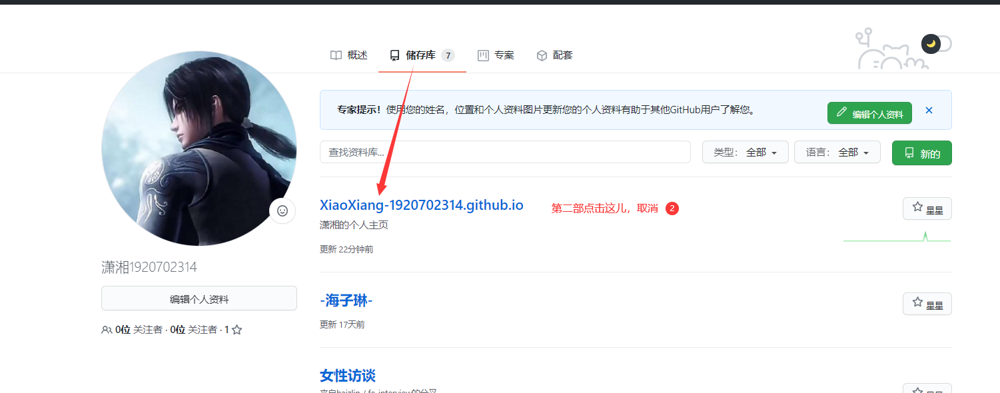 概述 储存库 7 专案 配套
专家提示！使用您的姓名，位置和个人资料图片更新您的个人资料有助于其他GitHub用户了解您。 编辑个人资料
查找资料库... 类型： 全部 语言： 全部 新的
XiaoXiang-1920702314.github.io 第二部点击这儿，取消 2 星星
潇湘的个人主页
更新 22分钟前
潇湘1920702314
编辑个人资料
-海子琳- 星星
更新 17天前
0位 关注者 · 0位 关注者 · 1
女性访谈